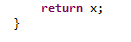 return x;
}